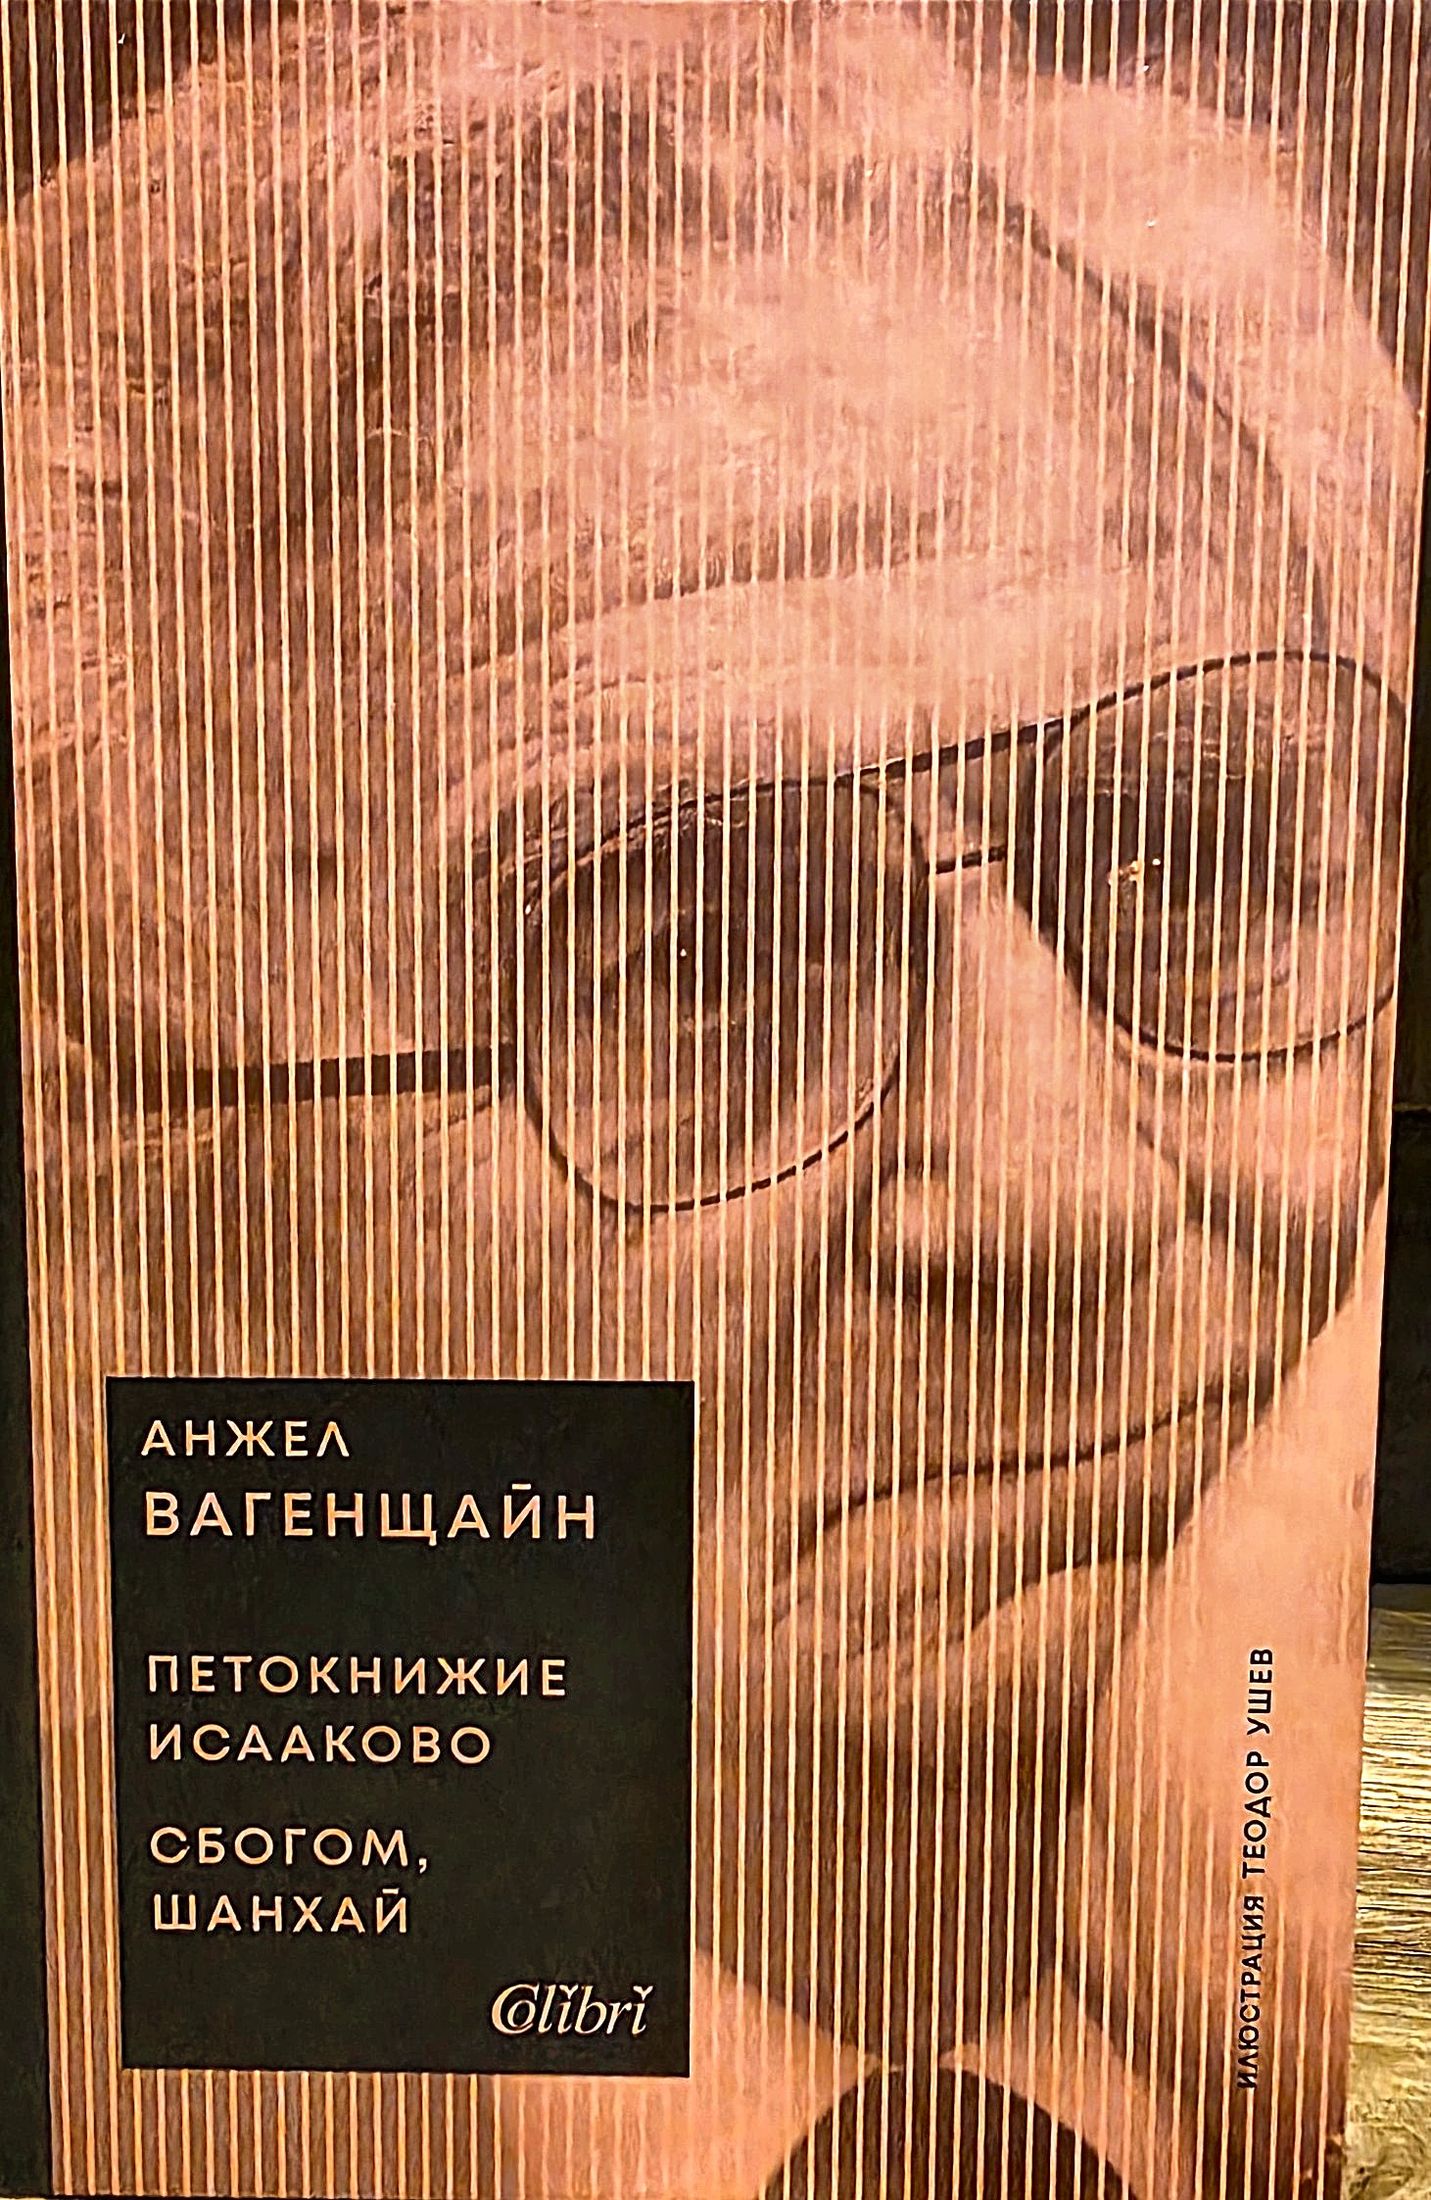 АНЖЕЛ
ВАГЕНЩАЙН
ПЕТОКНИЖИЕ
ИСААКОВО
СБОГОМ,
ШАНХАЙ
Colibri
ИЛЮСТРАЦИЯ ТЕОДОР УШЕВ